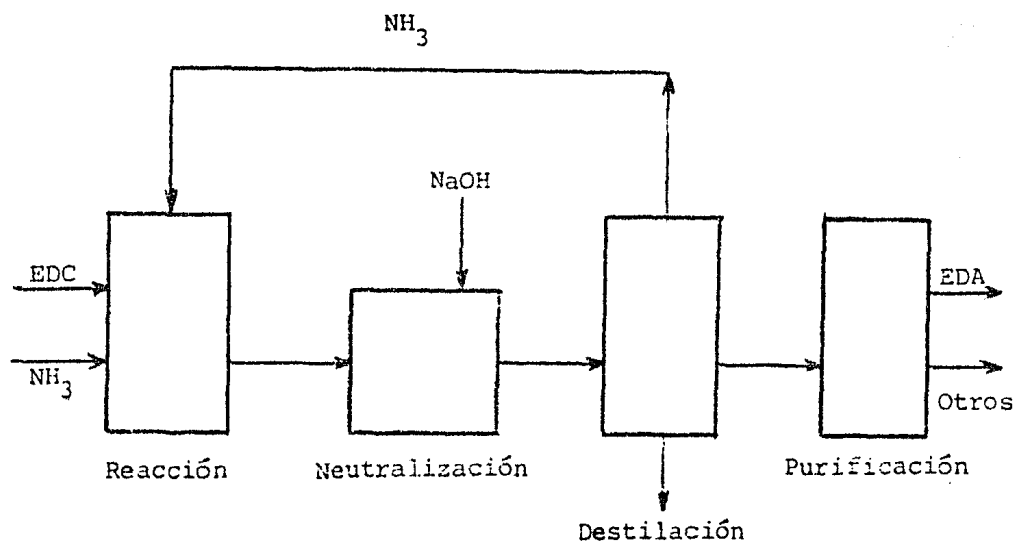 NH3
NaOH
EDC
EDA
NH3
Otros
Reacción
Neutralización
Purificación
Destilación